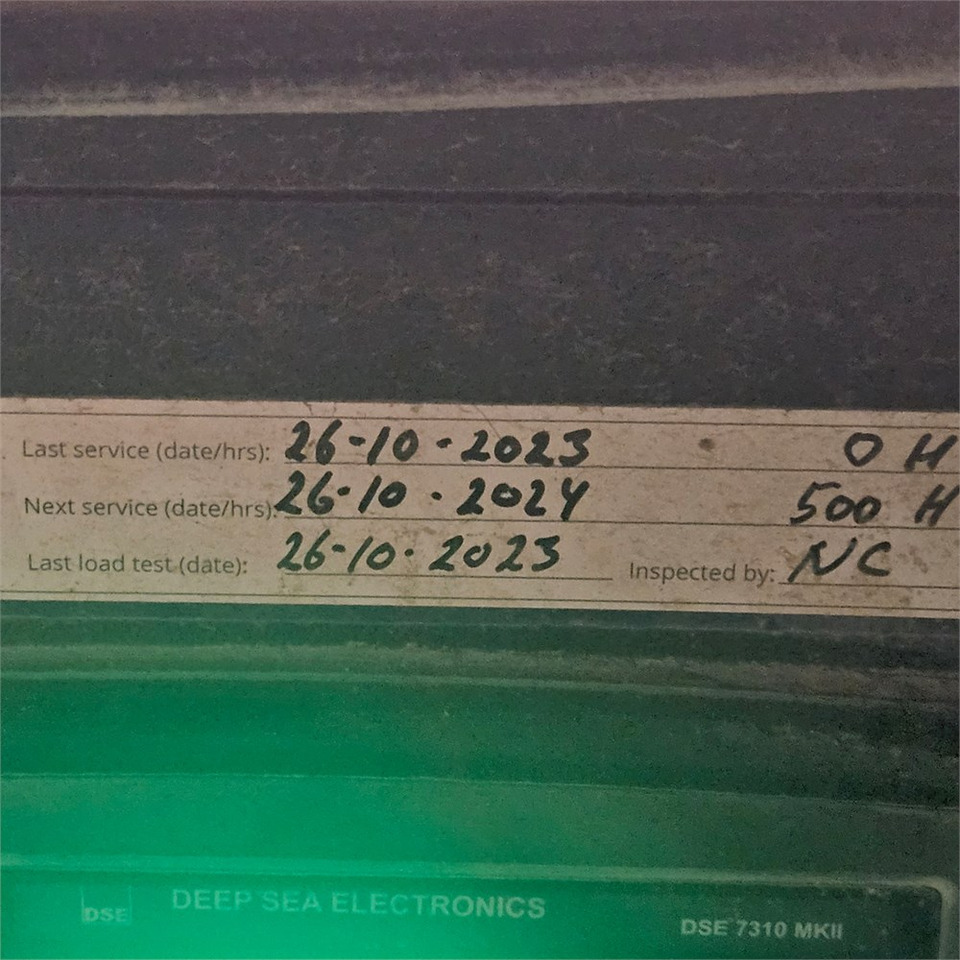 Last service (date/hrs): 26-10-2023 0 H
Next service (date/hrs): 26-10-2024 500 H
Last load test (date): 26-10-2023 Inspected by: NC
DSE DEEP SEA ELECTRONICS DSE 7310 MKII